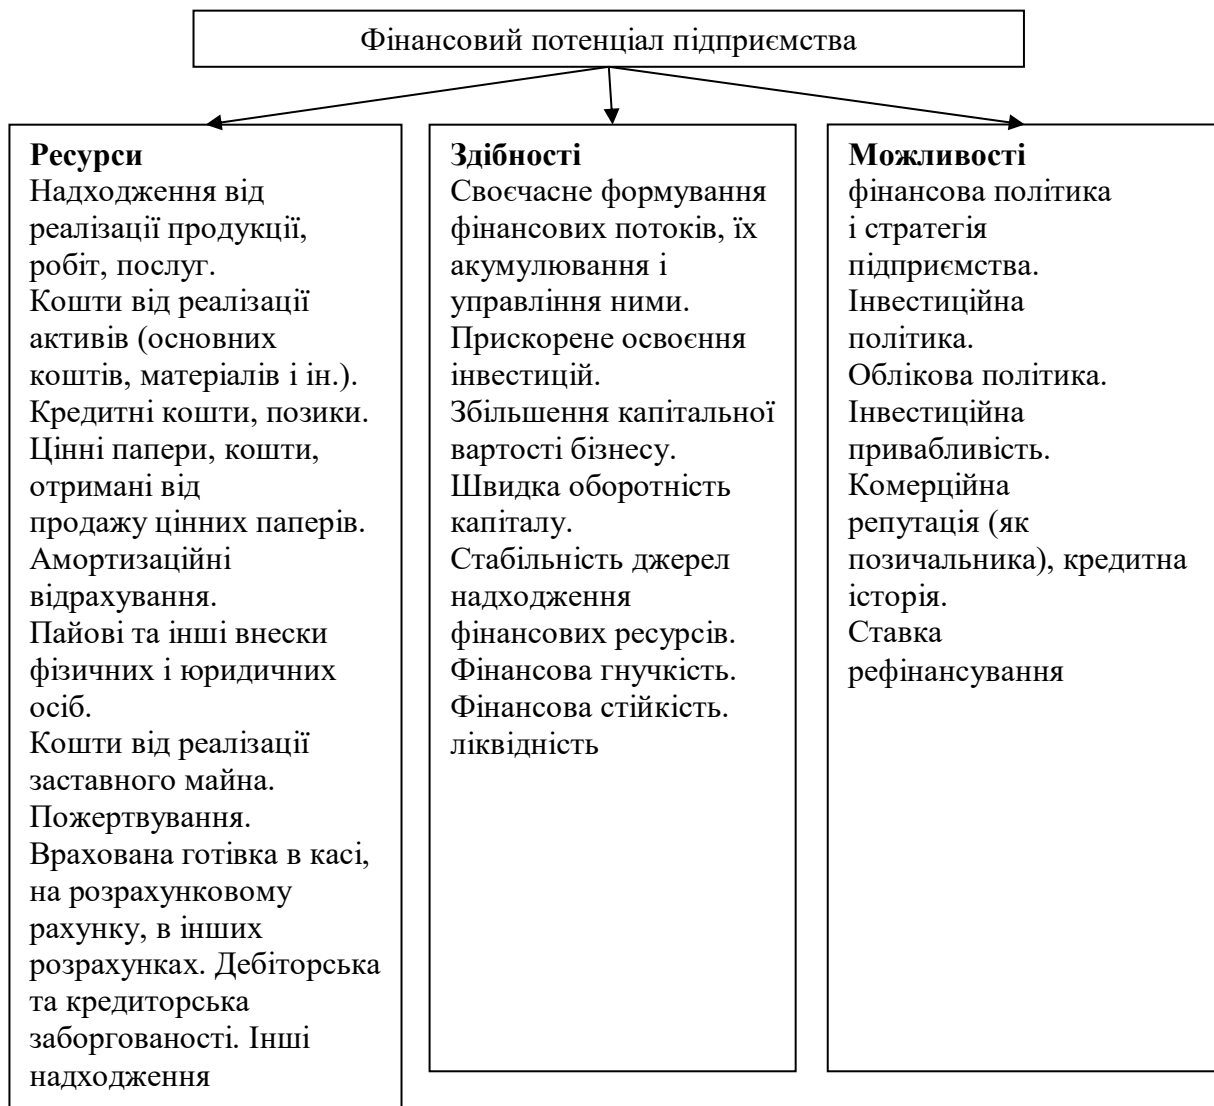 Фінансовий потенціал підприємства
Ресурси
Надходження від
реалізації продукції,
робіт, послуг.
Кошти від реалізації
активів (основних
коштів, матеріалів і ін.).
Кредитні кошти, позики.
Цінні папери, кошти,
отримані від
продажу цінних паперів.
Амортизаційні
відрахування.
Пайові та інші внески
фізичних і юридичних
осіб.
Кошти від реалізації
заставного майна.
Пожертвування.
Врахована готівка в касі,
на розрахунковому
рахунку, в інших
розрахунках. Дебіторська
та кредиторська
заборгованості. Інші
надходження
Здібності
Своєчасне формування
фінансових потоків, їх
акумулювання і
управління ними.
Прискорене освоєння
інвестицій.
Збільшення капітальної
вартості бізнесу.
Швидка оборотність
капіталу.
Стабільність джерел
надходження
фінансових ресурсів.
Фінансова гнучкість.
Фінансова стійкість.
ліквідність
Можливості
фінансова політика
і стратегія
підприємства.
Інвестиційна
політика.
Облікова політика.
Інвестиційна
привабливість.
Комерційна
репутація (як
позичальника), кредитна
історія.
Ставка
рефінансування